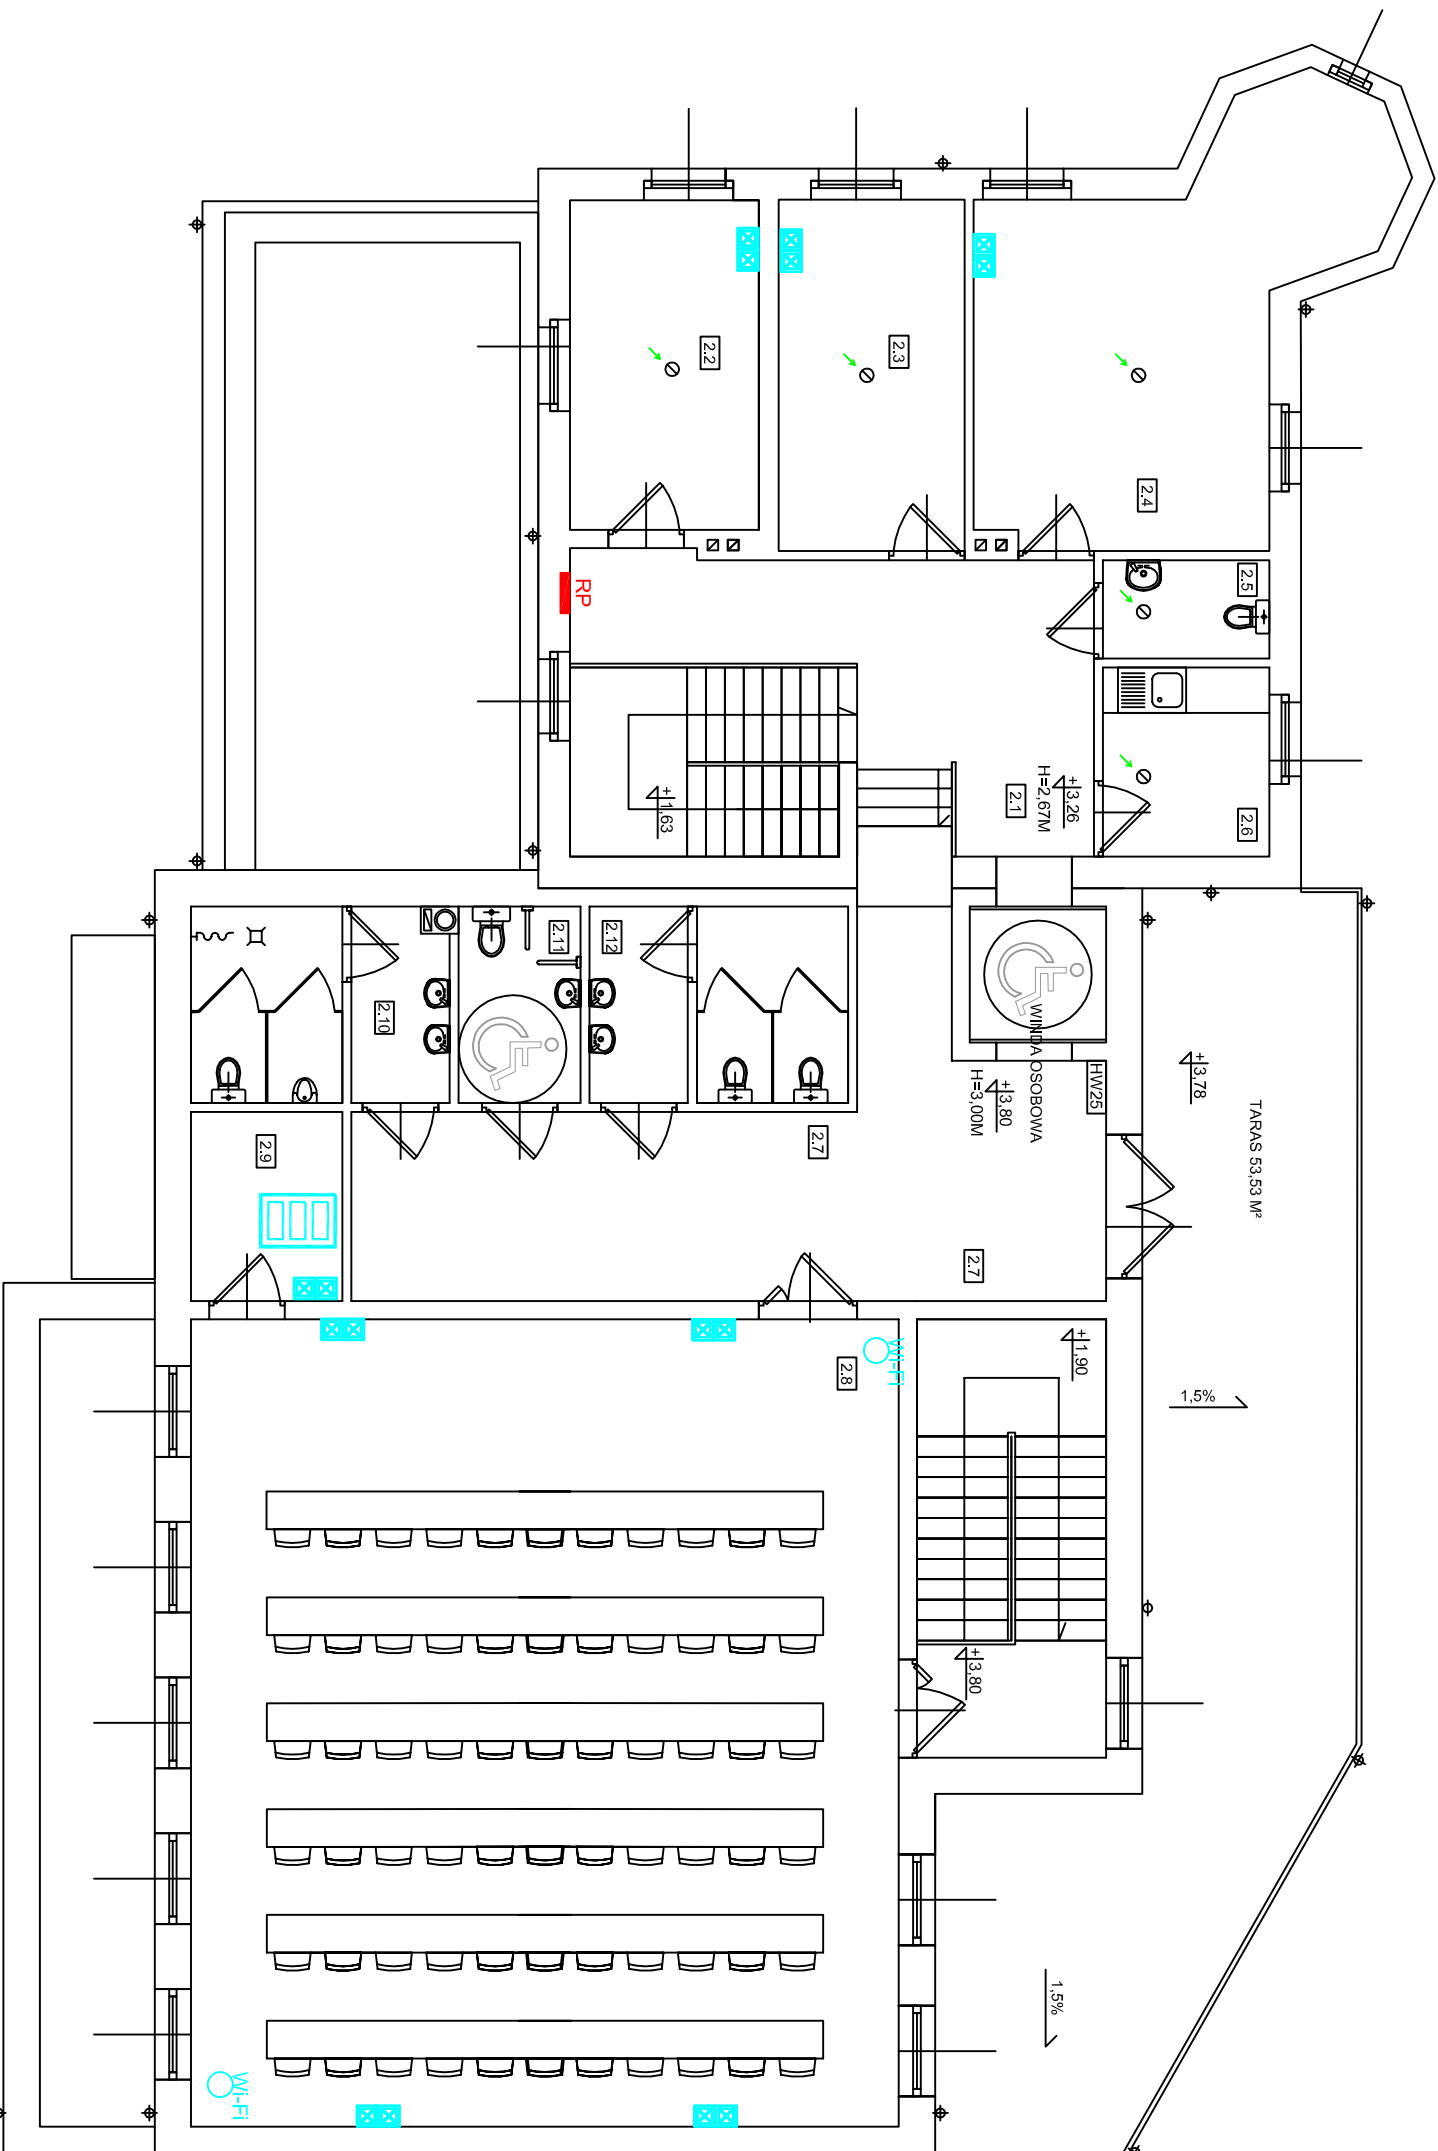 2.2
2.3
2.4
2.5
RP
2.1
+3,26
H=2,67M
2.6
+1,63
2.10
2.11
2.12
WINDA OSOBOWA
HW25
+3,80
H=3,00M
+3,78
TARAS 53,53 M²
2.9
2.7
2.7
Wi-Fi
2.8
+1,90
1,5%
+3,80
1,5%
Wi-Fi